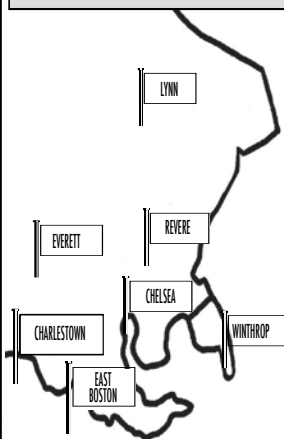 LYNN
REVERE
EVERETT
CHELSEA
CHARLESTOWN
WINTHROP
EAST
BOSTON